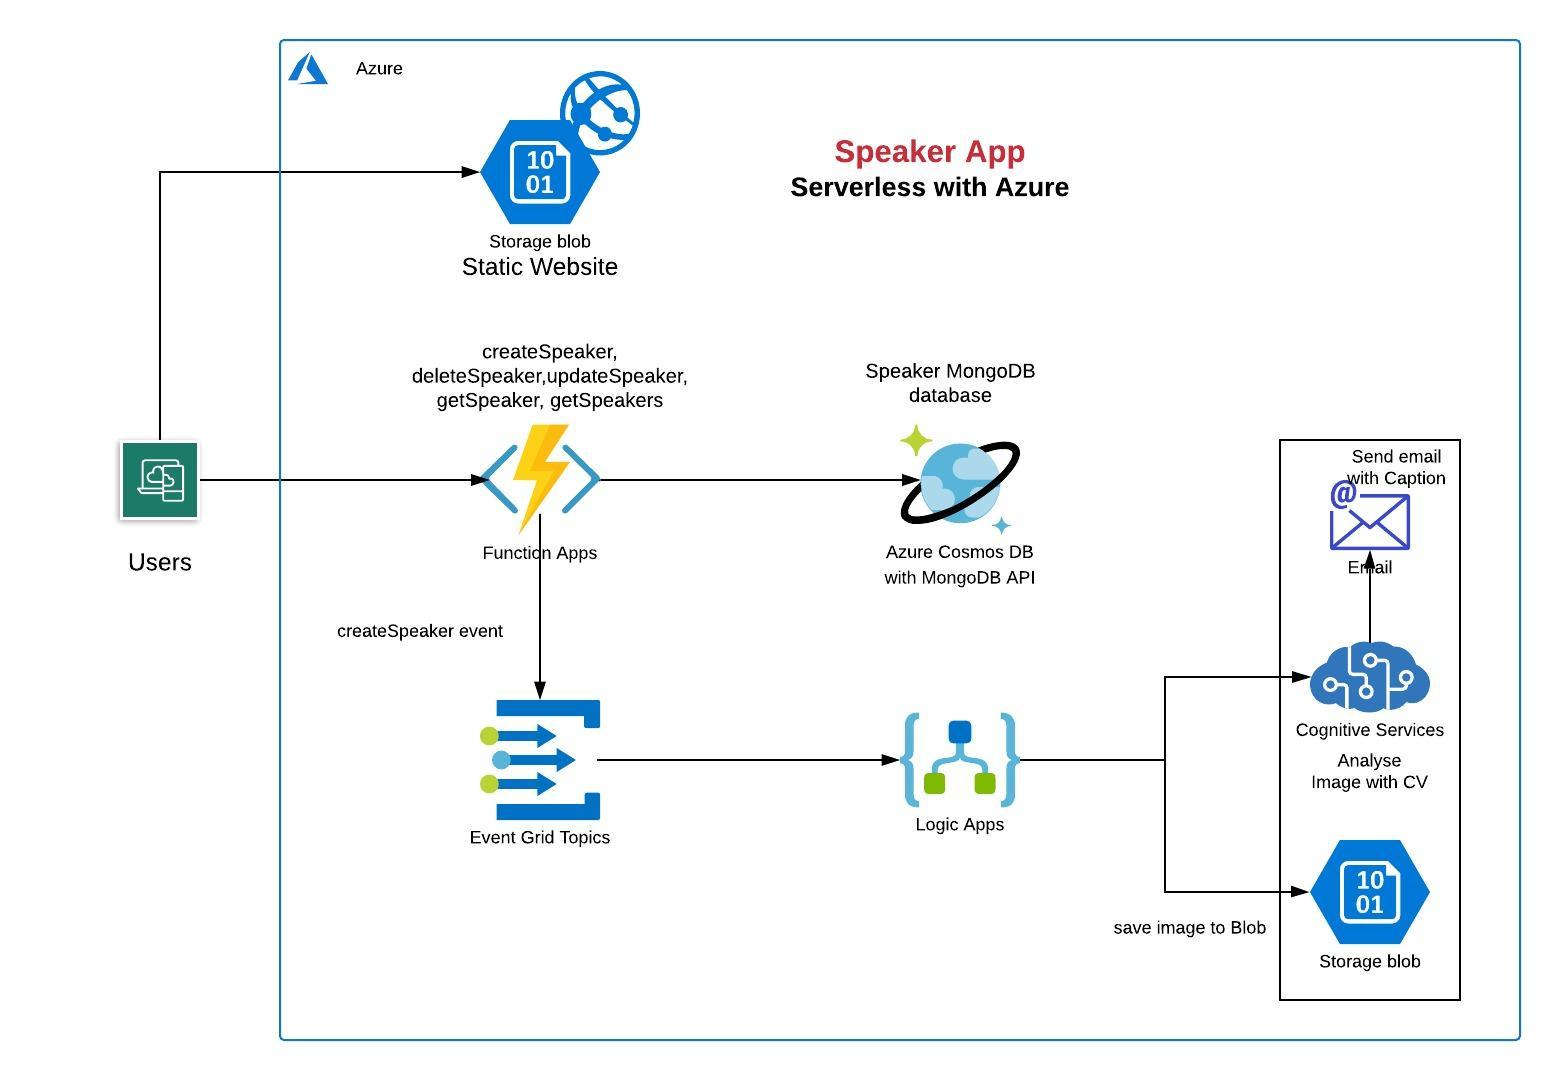 Azure
Speaker App
Serverless with Azure
10
01
Storage blob
Static Website
createSpeaker,
deleteSpeaker,updateSpeaker,
getSpeaker, getSpeakers
Function Apps
Speaker MongoDB
database
Azure Cosmos DB
with MongoDB API
Users
createSpeaker event
Event Grid Topics
Logic Apps
Send email
with Caption
@
Email
Cognitive Services
Analyse
Image with CV
save image to Blob
10
01
Storage blob